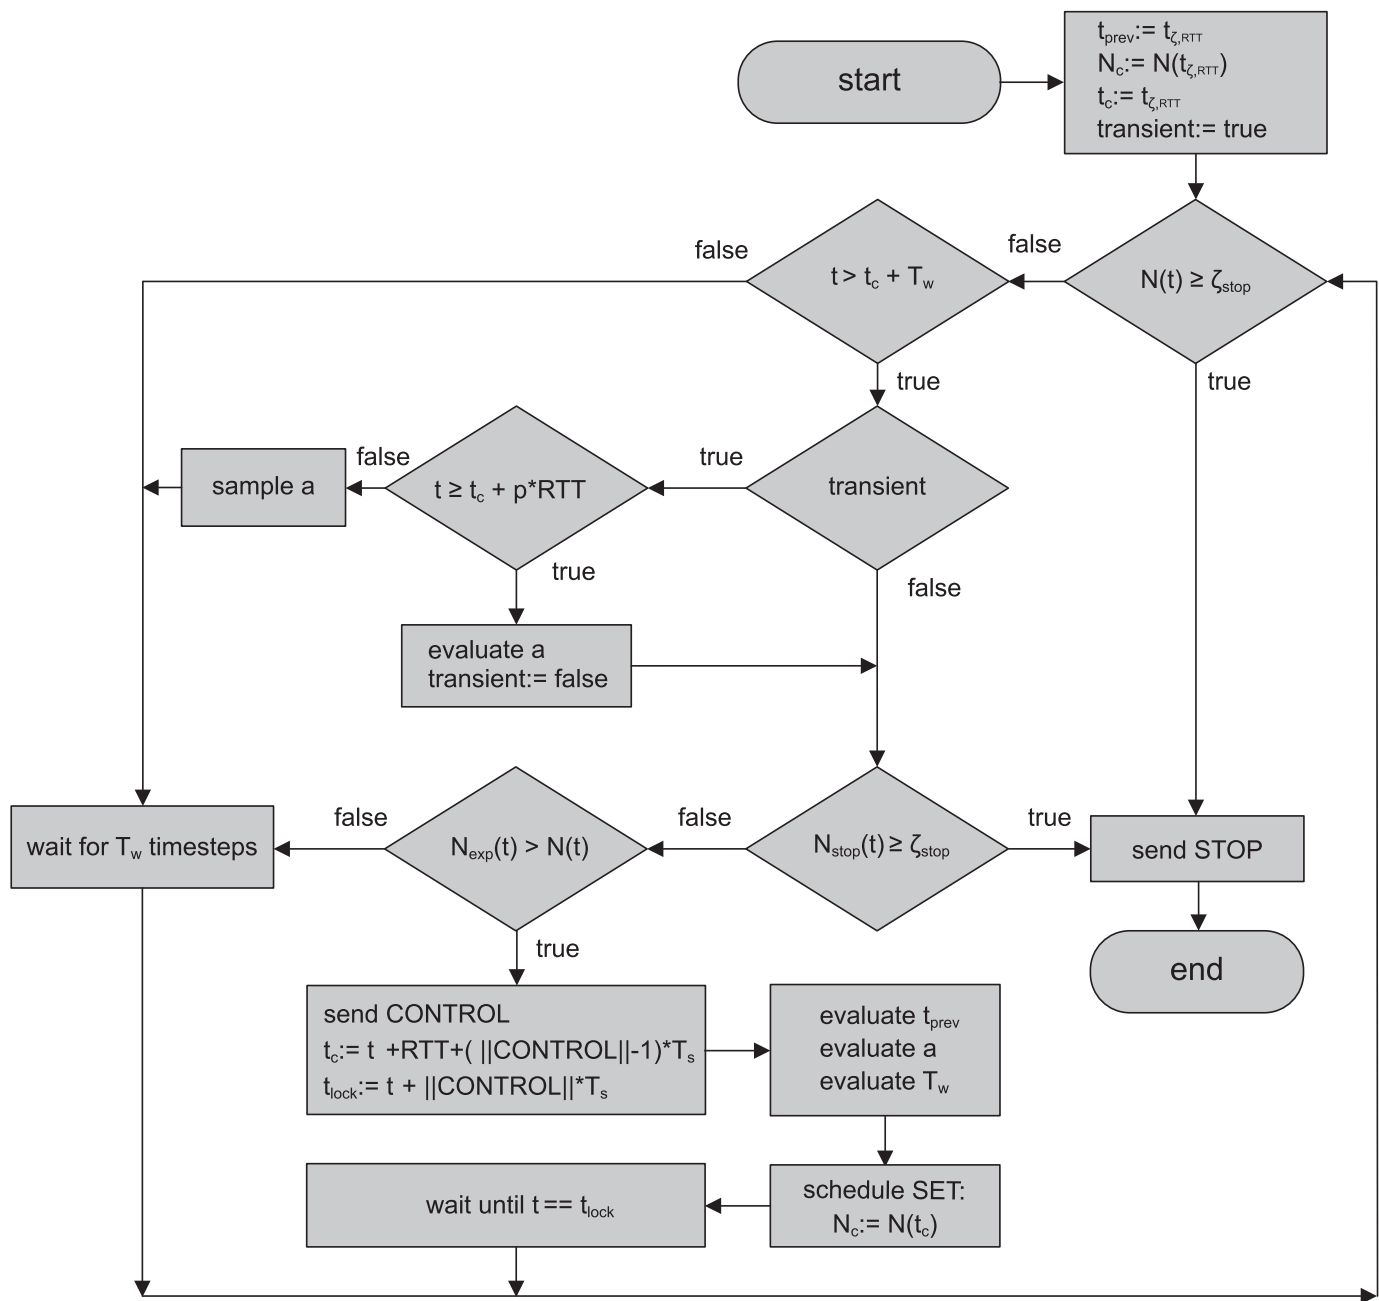 start
t_prev:= t_ζ,RTT
N_c:= N(t_ζ,RTT)
t_c:= t_ζ,RTT
transient:= true
false
t > t_c + T_w
false
N(t) ≥ ζ_stop
true
true
sample a
false
t ≥ t_c + p*RTT
true
transient
true
false
evaluate a
transient:= false
wait for T_w timesteps
false
N_exp(t) > N(t)
false
N_stop(t) ≥ ζ_stop
true
send STOP
true
end
send CONTROL
t_c:= t +RTT+( ||CONTROL||-1)*T_s
t_lock:= t + ||CONTROL||*T_s
evaluate t_prev
evaluate a
evaluate T_w
wait until t == t_lock
schedule SET:
N_c:= N(t_c)